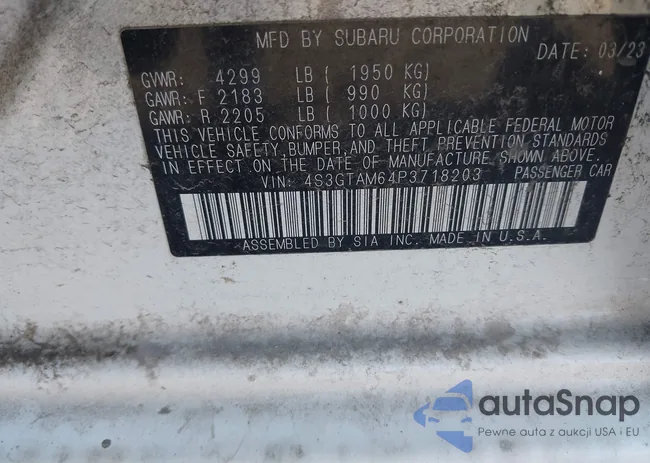 MFD BY SUBARU CORPORATION
DATE: 03/23
GVWR: 4299 LB ( 1950 KG)
GAWR: F 2183 LB ( 990 KG)
GAWR: R 2205 LB ( 1000 KG)
THIS VEHICLE CONFORMS TO ALL APPLICABLE FEDERAL MOTOR
VEHICLE SAFETY, BUMPER, AND THEFT PREVENTION STANDARDS
IN EFFECT ON THE DATE OF MANUFACTURE SHOWN ABOVE.
VIN: 4S3GTAM64P3718203 PASSENGER CAR
ASSEMBLED BY SIA INC. MADE IN U.S.A.
autaSnap
Pewne auta z aukcji USA i EU